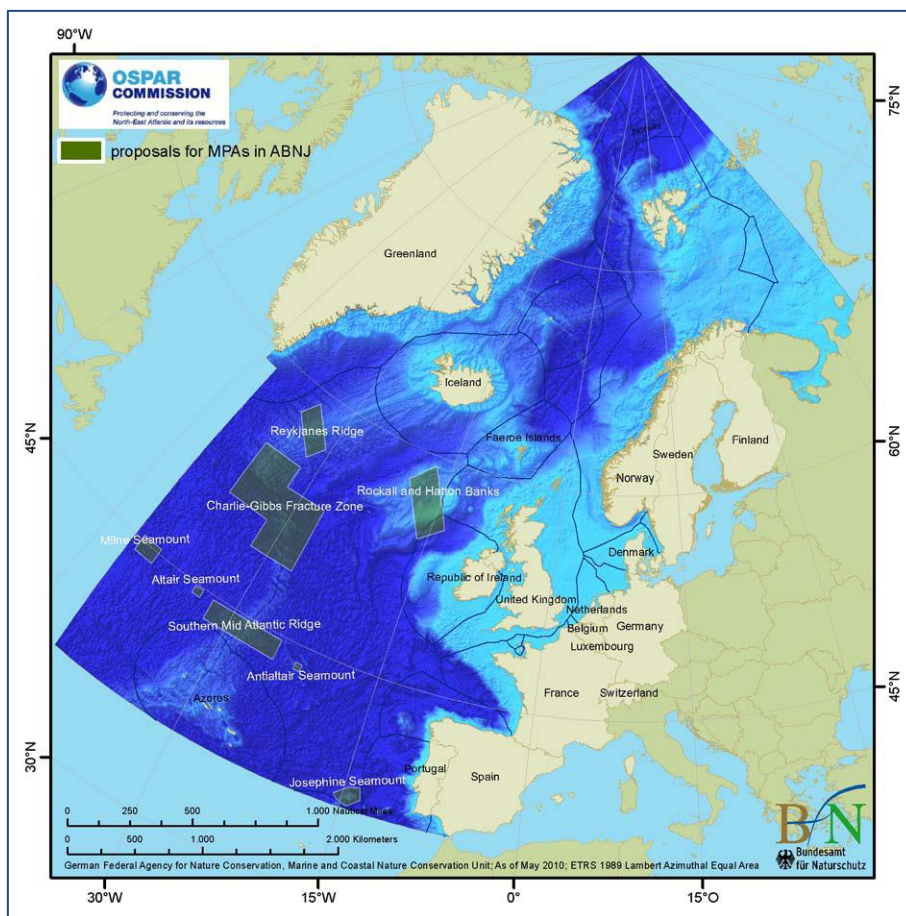 90°W
OSPAR
COMMISSION
Protecting and conserving the
North-East Atlantic and its resources
proposals for MPAs in ABNJ
75°N
Norway
Greenland
Iceland
Reykjanes Ridge
Faeroe Islands
45°N
60°N
Finland
Sweden
Norway
Rockall and Hatton Banks
Charlie-Gibbs Fracture Zone
Milne Seamount
Denmark
Altair Seamount
Republic of Ireland
United Kingdom
Netherlands
Southern Mid Atlantic Ridge
Belgium
Germany
Luxembourg
Antialtair Seamount
France
Switzerland
45°N
Azores
30°N
Portugal
Spain
Josephine Seamount
0 250 500 1.000 Nautical Miles
0 500 1.000 2.000 Kilometers
BfN
Bundesamt
für Naturschutz
German Federal Agency for Nature Conservation, Marine and Coastal Nature Conservation Unit; As of May 2010; ETRS 1989 Lambert Azimuthal Equal Area
30°W
15°W
0°
15°O